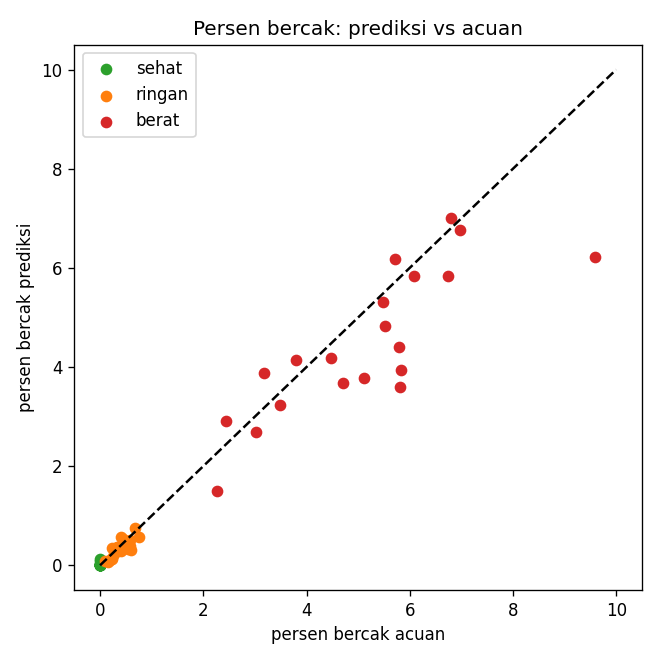 Persen bercak: prediksi vs acuan
sehat
ringan
berat
10
8
6
4
2
0
persen bercak prediksi
0 2 4 6 8 10
persen bercak acuan